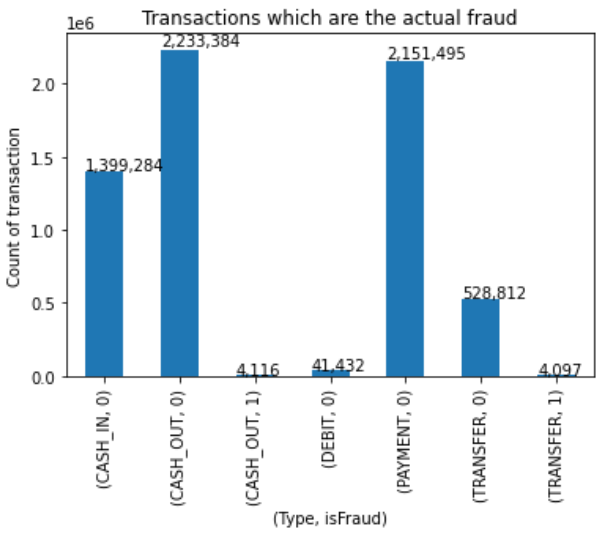 Transactions which are the actual fraud
1e6
2,233,384
2,151,495
2.0
1.5
1,399,284
Count of transaction
1.0
0.5
528,812
4,116
41,432
4,097
0.0
(CASH_IN, 0)
(CASH_OUT, 0)
(CASH_OUT, 1)
(DEBIT, 0)
(PAYMENT, 0)
(TRANSFER, 0)
(TRANSFER, 1)
(Type, isFraud)